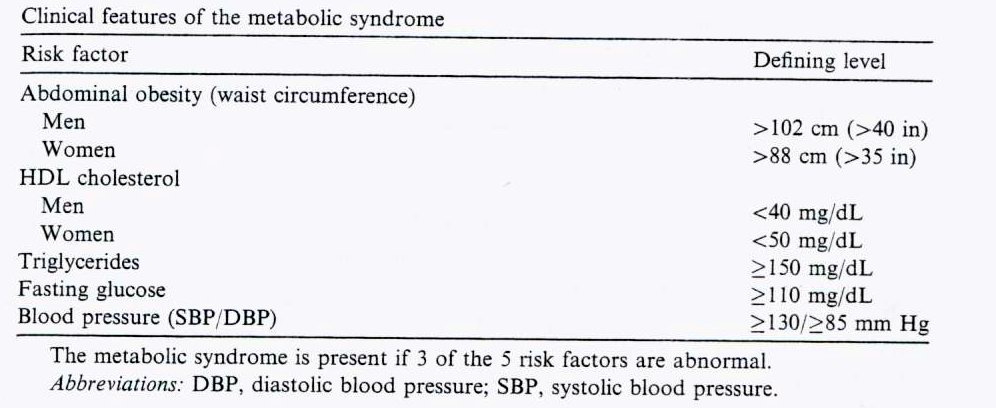 Clinical features of the metabolic syndrome
Risk factor Defining level
Abdominal obesity (waist circumference)
Men >102 cm (>40 in)
Women >88 cm (>35 in)
HDL cholesterol
Men <40 mg/dL
Women <50 mg/dL
Triglycerides ≥150 mg/dL
Fasting glucose ≥110 mg/dL
Blood pressure (SBP/DBP) ≥130/≥85 mm Hg
The metabolic syndrome is present if 3 of the 5 risk factors are abnormal.
Abbreviations: DBP, diastolic blood pressure; SBP, systolic blood pressure.